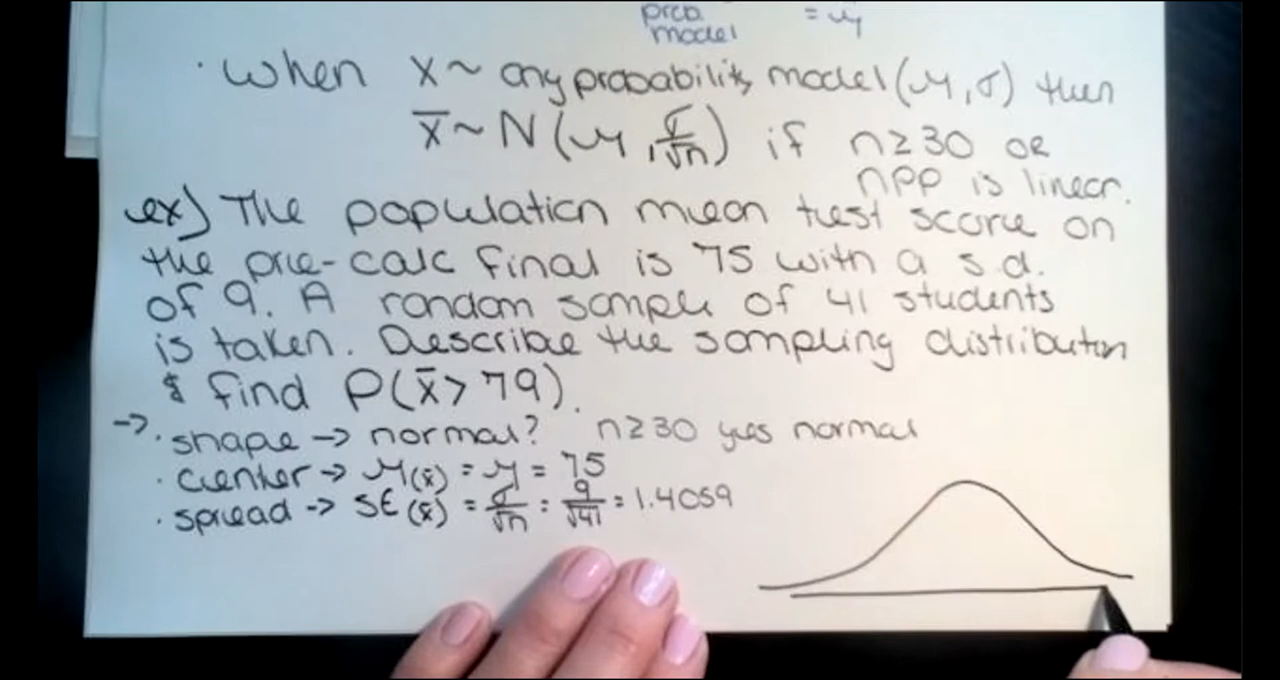 prob. = μ
model
· When X ~ any probability model (μ, σ) then
x̄ ~ N(μ, σ/√n) if n ≥ 30 or
npp is linear.
ex) The population mean test score on
the pre-calc final is 75 with a s.d.
of 9. A random sample of 41 students
is taken. Describe the sampling distribution
& find P(x̄ > 79).
→ · shape → normal? n ≥ 30 yes normal
· center → μ(x̄) = μ = 75
· spread → SE(x̄) = σ/√n = 9/√41 = 1.4059